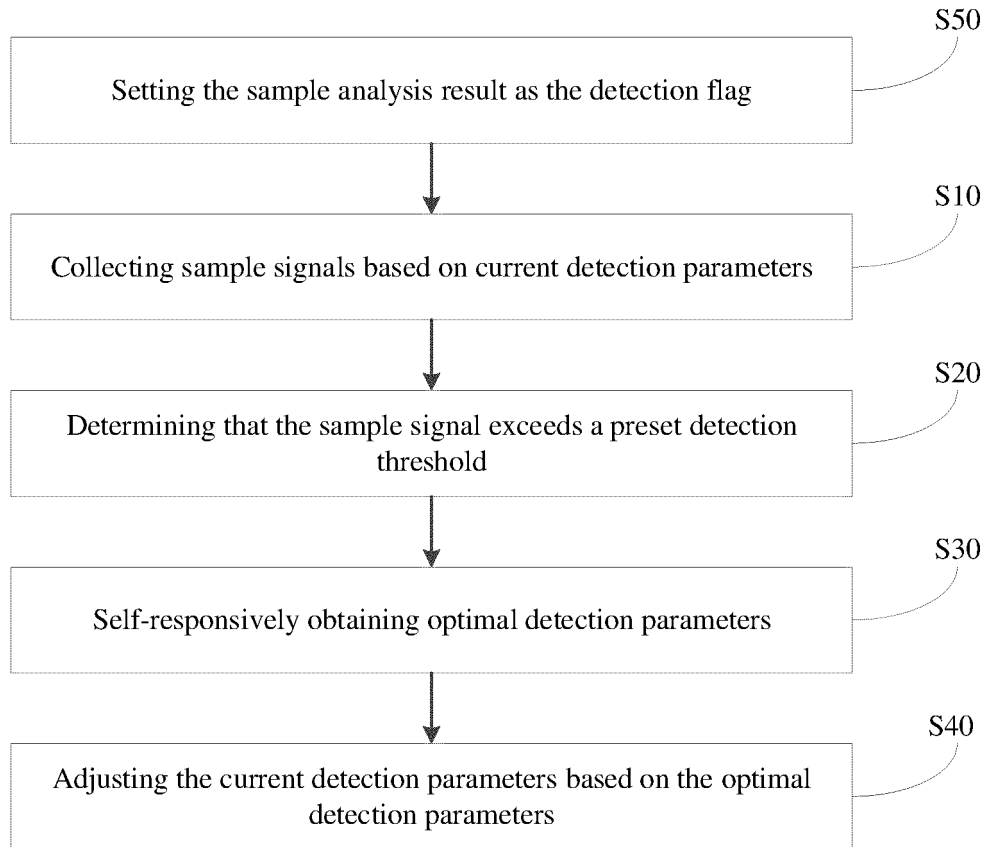 S50
Setting the sample analysis result as the detection flag
S10
Collecting sample signals based on current detection parameters
S20
Determining that the sample signal exceeds a preset detection
threshold
S30
Self-responsively obtaining optimal detection parameters
S40
Adjusting the current detection parameters based on the optimal
detection parameters